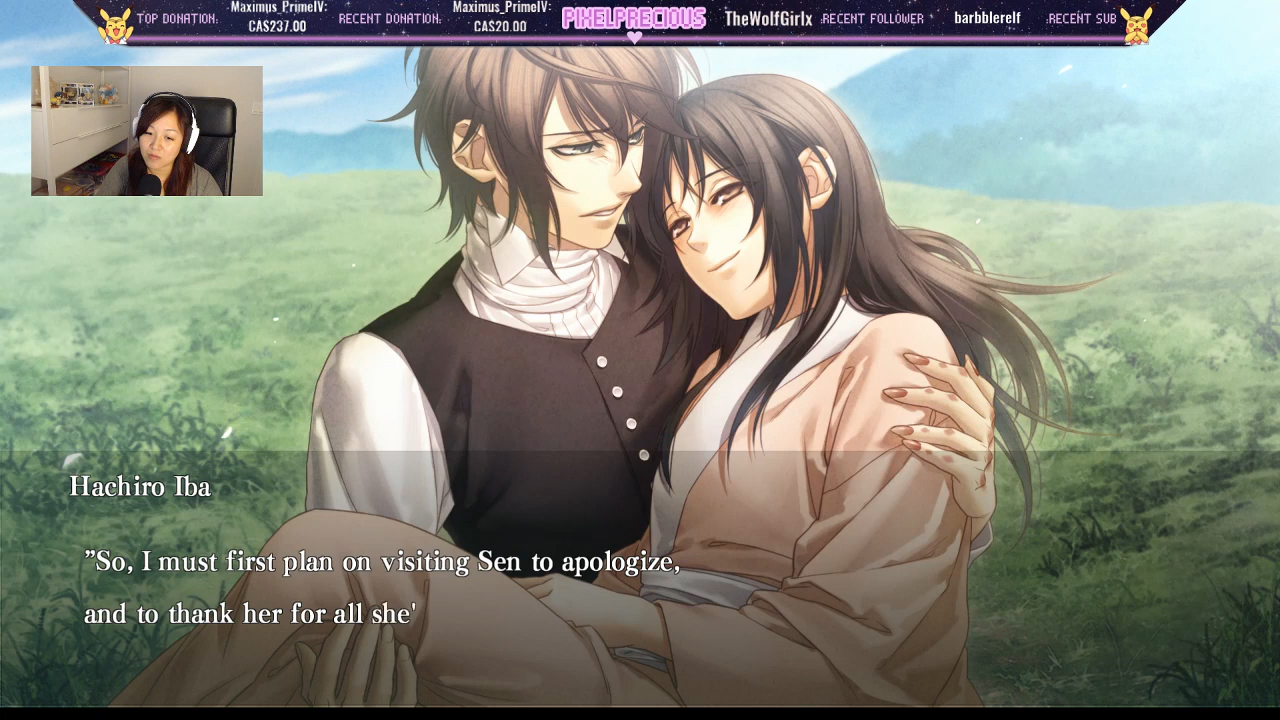 TOP DONATION:
Maximus_PrimeIV:
CA$237.00
RECENT DONATION:
Maximus_PrimeIV:
CA$20.00
PIXELPRECIOUS
TheWolfGirlx
:RECENT FOLLOWER
barbblerelf
:RECENT SUB
Hachiro Iba
"So, I must first plan on visiting Sen to apologize,
and to thank her for all she'